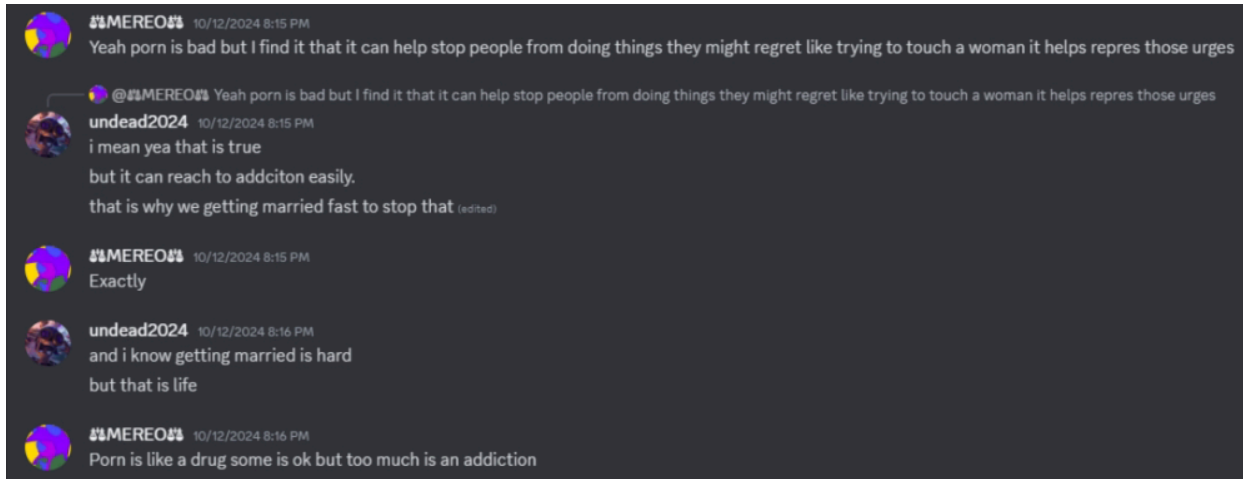 ⚖MEREO⚖ 10/12/2024 8:15 PM
Yeah porn is bad but I find it that it can help stop people from doing things they might regret like trying to touch a woman it helps repres those urges
@⚖MEREO⚖ Yeah porn is bad but I find it that it can help stop people from doing things they might regret like trying to touch a woman it helps repres those urges
undead2024 10/12/2024 8:15 PM
i mean yea that is true
but it can reach to addciton easily.
that is why we getting married fast to stop that (edited)
⚖MEREO⚖ 10/12/2024 8:15 PM
Exactly
undead2024 10/12/2024 8:16 PM
and i know getting married is hard
but that is life
⚖MEREO⚖ 10/12/2024 8:16 PM
Porn is like a drug some is ok but too much is an addiction